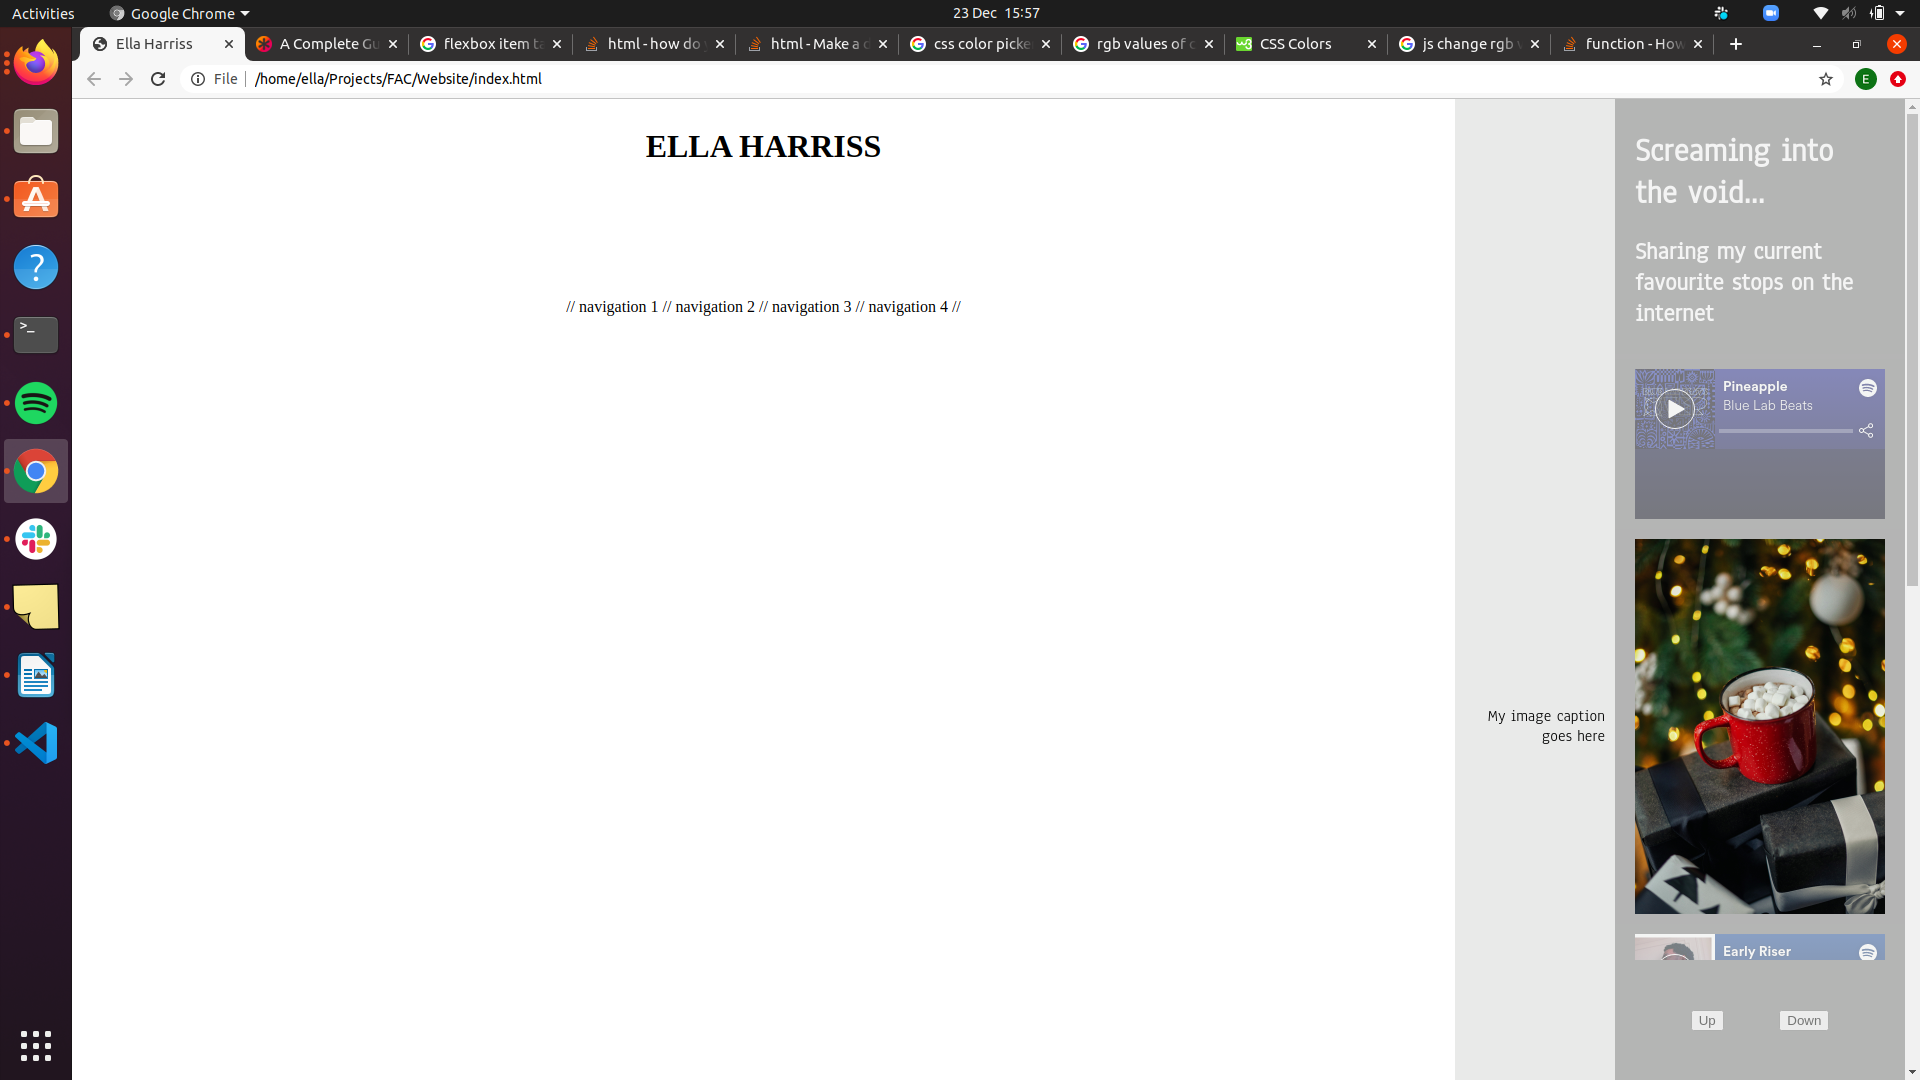 Activities
Google Chrome
23 Dec 15:57
Ella Harriss
A Complete Gu
flexbox item ta
html - how do
html - Make a d
css color picke
rgb values of c
CSS Colors
js change rgb v
function - How
File
/home/ella/Projects/FAC/Website/index.html
E
ELLA HARRISS
// navigation 1 // navigation 2 // navigation 3 // navigation 4 //
My image caption
goes here
Screaming into
the void...
Sharing my current
favourite stops on the
internet
Pineapple
Blue Lab Beats
Early Riser
Up
Down